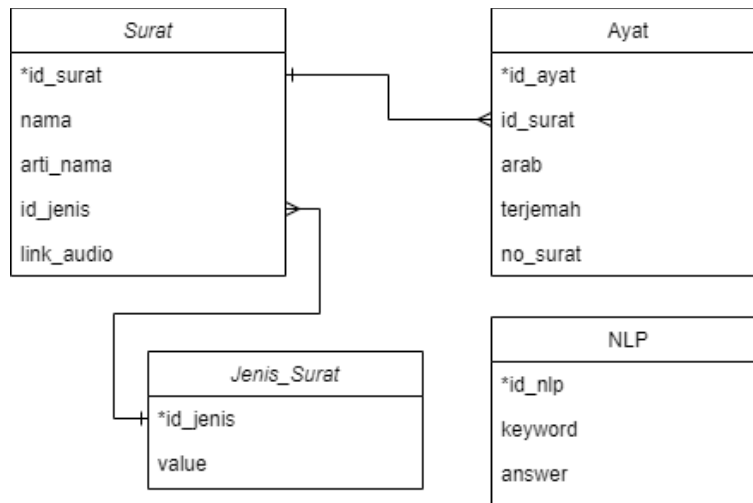 Surat
*id_surat
nama
arti_nama
id_jenis
link_audio
Ayat
*id_ayat
id_surat
arab
terjemah
no_surat
Jenis_Surat
*id_jenis
value
NLP
*id_nlp
keyword
answer